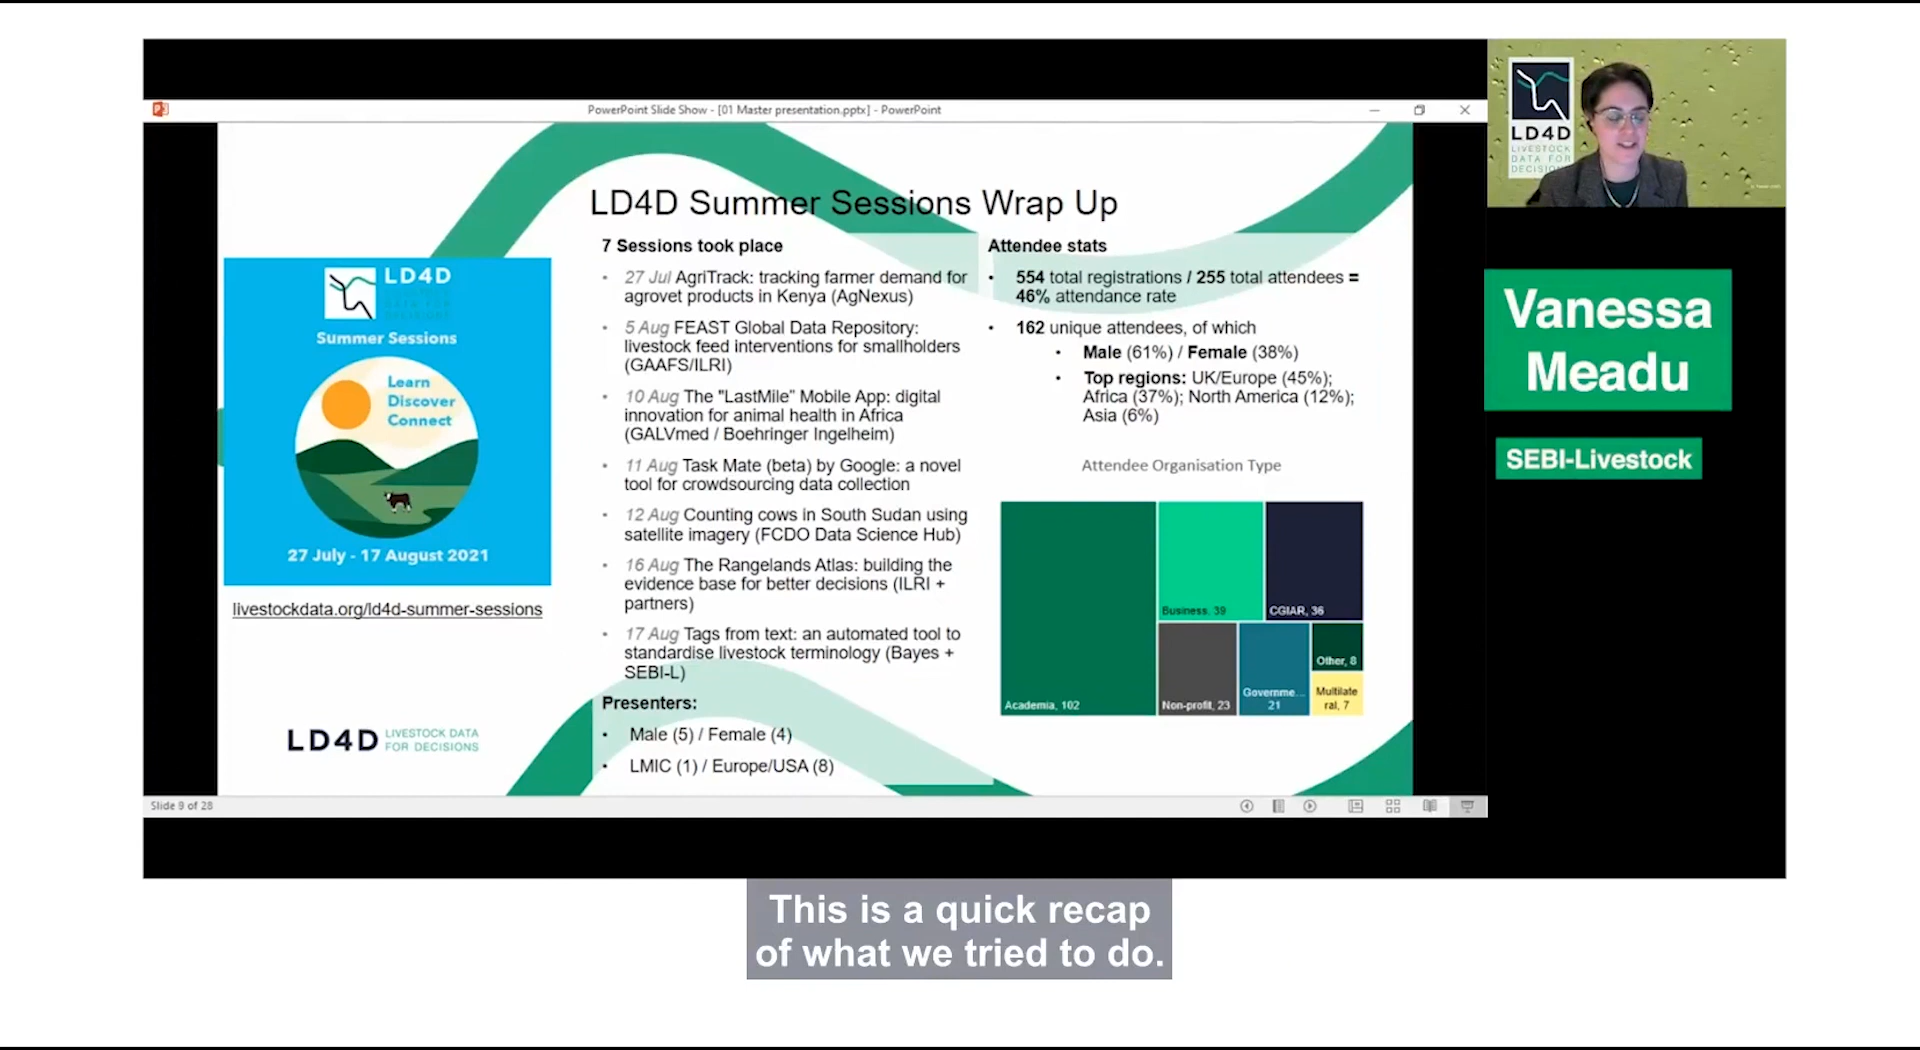 PowerPoint Slide Show - [01 Master presentation.pptx] - PowerPoint
LD4D Summer Sessions Wrap Up
LD4D
Summer Sessions
Learn
Discover
Connect
27 July - 17 August 2021
livestockdata.org/ld4d-summer-sessions
LD4D LIVESTOCK DATA
FOR DECISIONS
7 Sessions took place
• 27 Jul AgriTrack: tracking farmer demand for
agrovet products in Kenya (AgNexus)
• 5 Aug FEAST Global Data Repository:
livestock feed interventions for smallholders
(GAAFS/ILRI)
• 10 Aug The "LastMile” Mobile App: digital
innovation for animal health in Africa
(GALVmed / Boehringer Ingelheim)
• 11 Aug Task Mate (beta) by Google: a novel
tool for crowdsourcing data collection
• 12 Aug Counting cows in South Sudan using
satellite imagery (FCDO Data Science Hub)
• 16 Aug The Rangelands Atlas: building the
evidence base for better decisions (ILRI +
partners)
• 17 Aug Tags from text: an automated tool to
standardise livestock terminology (Bayes +
SEBI-L)
Presenters:
• Male (5) / Female (4)
• LMIC (1) / Europe/USA (8)
Attendee stats
• 554 total registrations / 255 total attendees =
46% attendance rate
• 162 unique attendees, of which
• Male (61%) / Female (38%)
• Top regions: UK/Europe (45%);
Africa (37%); North America (12%);
Asia (6%)
Attendee Organisation Type
Academia, 102
Business, 39
CGIAR, 36
Non-profit, 23
Governme...
21
Other, 8
Multilate
ral, 7
Slide 9 of 28
LD4D
LIVESTOCK
DATA FOR
DECISION
Vanessa
Meadu
SEBI-Livestock
This is a quick recap
of what we tried to do.